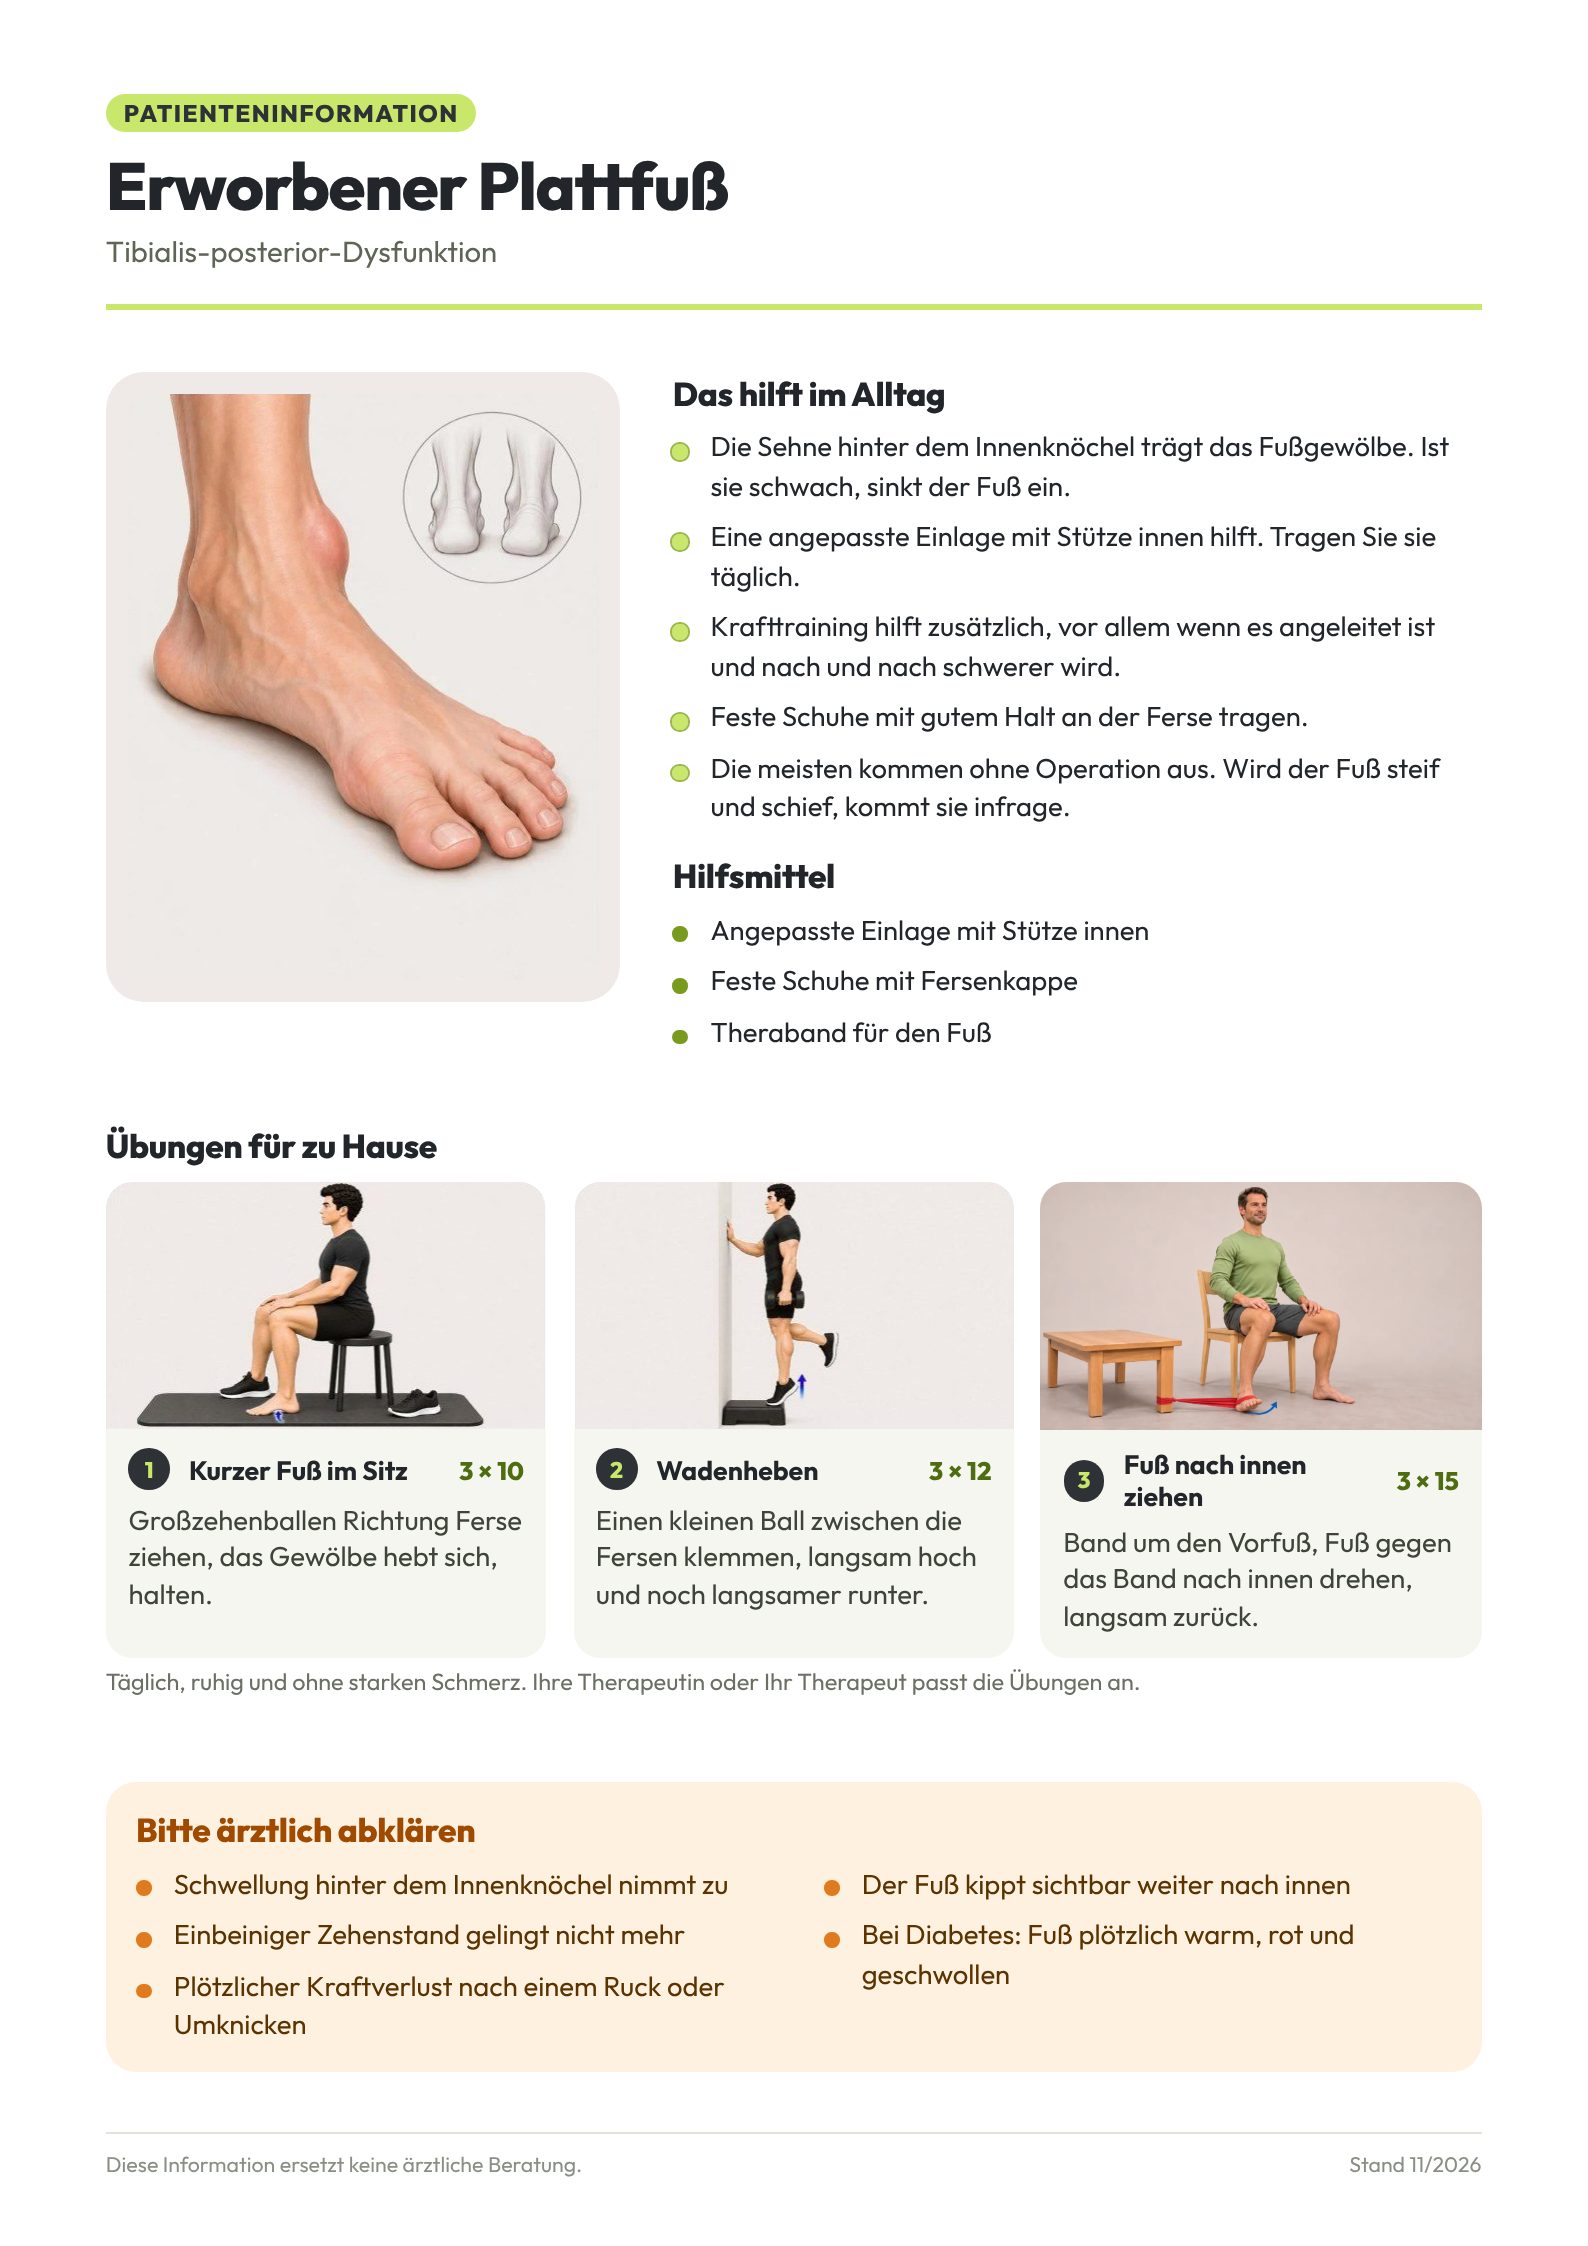 PATIENTENINFORMATION
Erworbener Plattfuß
Tibialis-posterior-Dysfunktion
Das hilft im Alltag
Die Sehne hinter dem Innenknöchel trägt das Fußgewölbe. Ist
sie schwach, sinkt der Fuß ein.
Eine angepasste Einlage mit Stütze innen hilft. Tragen Sie sie
täglich.
Krafttraining hilft zusätzlich, vor allem wenn es angeleitet ist
und nach und nach schwerer wird.
Feste Schuhe mit gutem Halt an der Ferse tragen.
Die meisten kommen ohne Operation aus. Wird der Fuß steif
und schief, kommt sie infrage.
Hilfsmittel
Angepasste Einlage mit Stütze innen
Feste Schuhe mit Fersenkappe
Theraband für den Fuß
Übungen für zu Hause
1 Kurzer Fuß im Sitz 3 × 10
Großzehenballen Richtung Ferse
ziehen, das Gewölbe hebt sich,
halten.
2 Wadenheben 3 × 12
Einen kleinen Ball zwischen die
Fersen klemmen, langsam hoch
und noch langsamer runter.
3 Fuß nach innen
ziehen 3 × 15
Band um den Vorfuß, Fuß gegen
das Band nach innen drehen,
langsam zurück.
Täglich, ruhig und ohne starken Schmerz. Ihre Therapeutin oder Ihr Therapeut passt die Übungen an.
Bitte ärztlich abklären
Schwellung hinter dem Innenknöchel nimmt zu
Einbeiniger Zehenstand gelingt nicht mehr
Plötzlicher Kraftverlust nach einem Ruck oder
Umknicken
Der Fuß kippt sichtbar weiter nach innen
Bei Diabetes: Fuß plötzlich warm, rot und
geschwollen
Diese Information ersetzt keine ärztliche Beratung.
Stand 11/2026